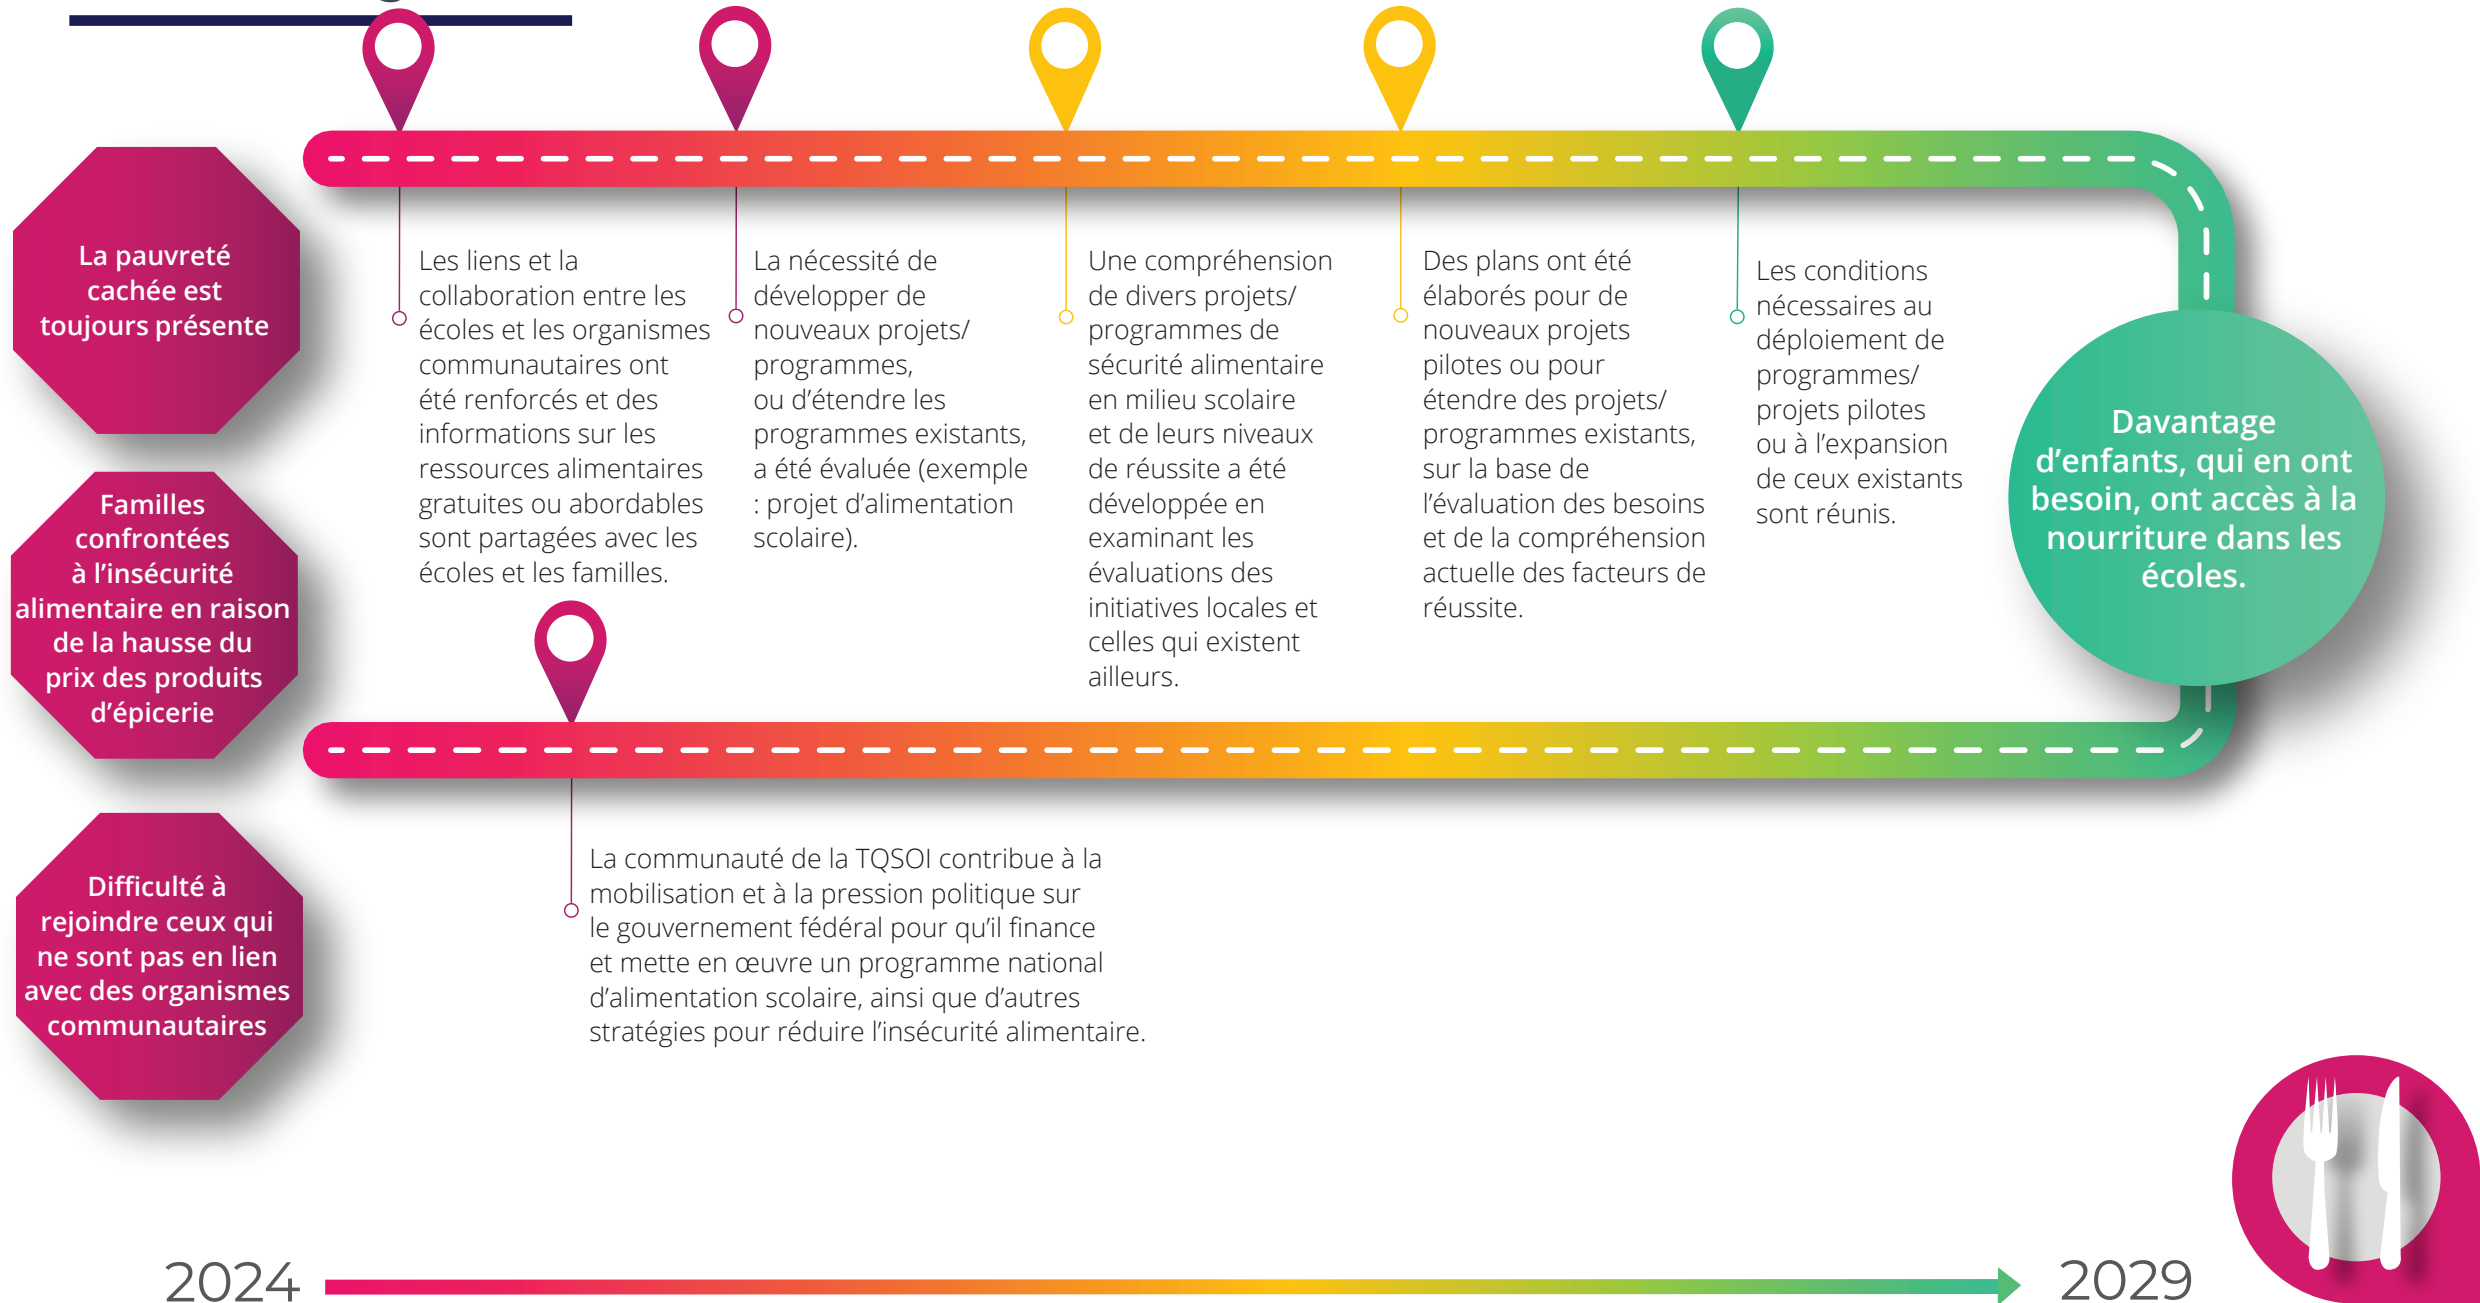 La pauvreté
cachée est
toujours présente
Familles
confrontées
à l'insécurité
alimentaire en raison
de la hausse du
prix des produits
d'épicerie
Difficulté à
rejoindre ceux qui
ne sont pas en lien
avec des organismes
communautaires
Les liens et la
collaboration entre les
écoles et les organismes
communautaires ont
été renforcés et des
informations sur les
ressources alimentaires
gratuites ou abordables
sont partagées avec les
écoles et les familles.
La nécessité de
développer de
nouveaux projets/
programmes,
ou d'étendre les
programmes existants,
a été évaluée (exemple
: projet d'alimentation
scolaire).
Une compréhension
de divers projets/
programmes de
sécurité alimentaire
en milieu scolaire
et de leurs niveaux
de réussite a été
développée en
examinant les
évaluations des
initiatives locales et
celles qui existent
ailleurs.
Des plans ont été
élaborés pour de
nouveaux projets
pilotes ou pour
étendre des projets/
programmes existants,
sur la base de
l'évaluation des besoins
et de la compréhension
actuelle des facteurs de
réussite.
Les conditions
nécessaires au
déploiement de
programmes/
projets pilotes
ou à l'expansion
de ceux existants
sont réunis.
Davantage
d'enfants, qui en ont
besoin, ont accès à la
nourriture dans les
écoles.
La communauté de la TQSOI contribue à la
mobilisation et à la pression politique sur
le gouvernement fédéral pour qu'il finance
et mette en œuvre un programme national
d'alimentation scolaire, ainsi que d'autres
stratégies pour réduire l'insécurité alimentaire.
2024
2029